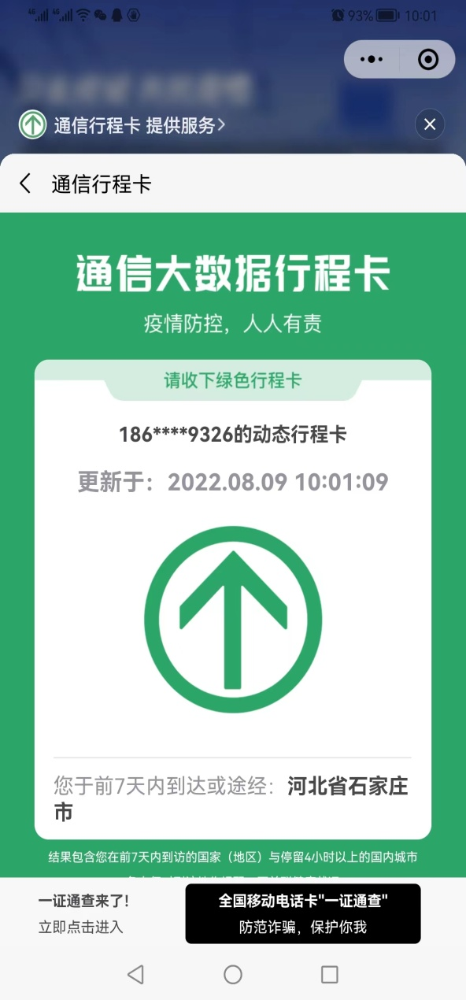 4G 4G 93% 10:01
通信行程卡 提供服务
通信行程卡
通信大数据行程卡
疫情防控，人人有责
请收下绿色行程卡
186****9326的动态行程卡
更新于：2022.08.09 10:01:09
您于前7天内到达或途经：河北省石家庄
市
结果包含您在前7天内到访的国家（地区）与停留4小时以上的国内城市
一证通查来了！
全国移动电话卡"一证通查"
立即点击进入
防范诈骗，保护你我